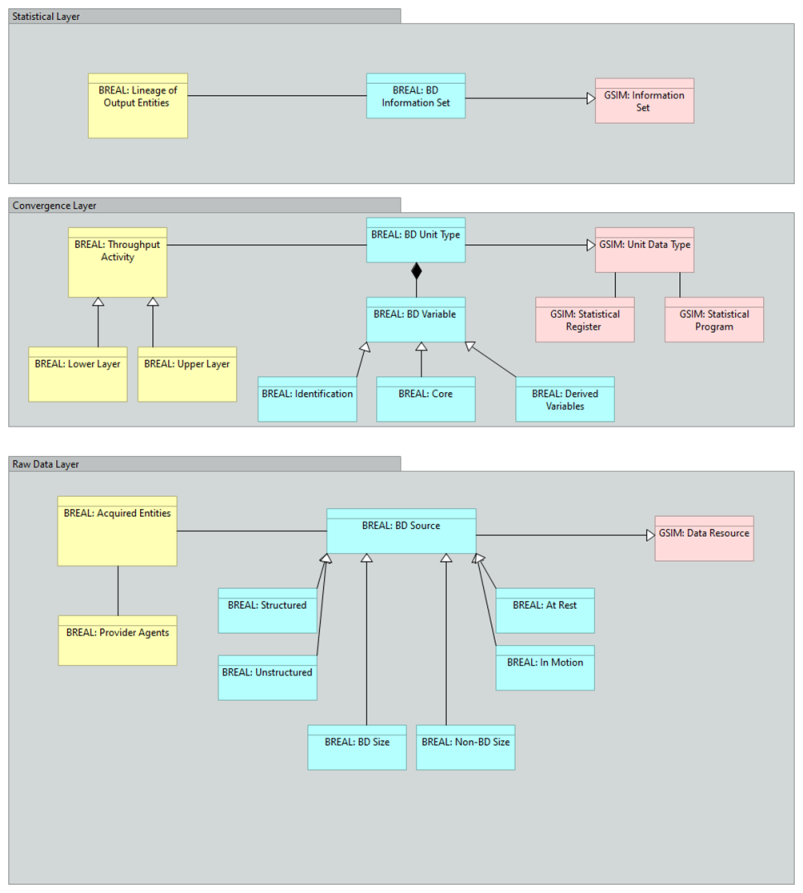 Statistical Layer
BREAL: Lineage of
Output Entities
BREAL: BD
Information Set
GSIM: Information
Set
Convergence Layer
BREAL: Throughput
Activity
BREAL: BD Unit Type
GSIM: Unit Data Type
BREAL: BD Variable
GSIM: Statistical
Register
GSIM: Statistical
Program
BREAL: Lower Layer
BREAL: Upper Layer
BREAL: Identification
BREAL: Core
BREAL: Derived
Variables
Raw Data Layer
BREAL: Acquired Entities
BREAL: BD Source
GSIM: Data Resource
BREAL: Structured
BREAL: At Rest
BREAL: Provider Agents
BREAL: Unstructured
BREAL: In Motion
BREAL: BD Size
BREAL: Non-BD Size